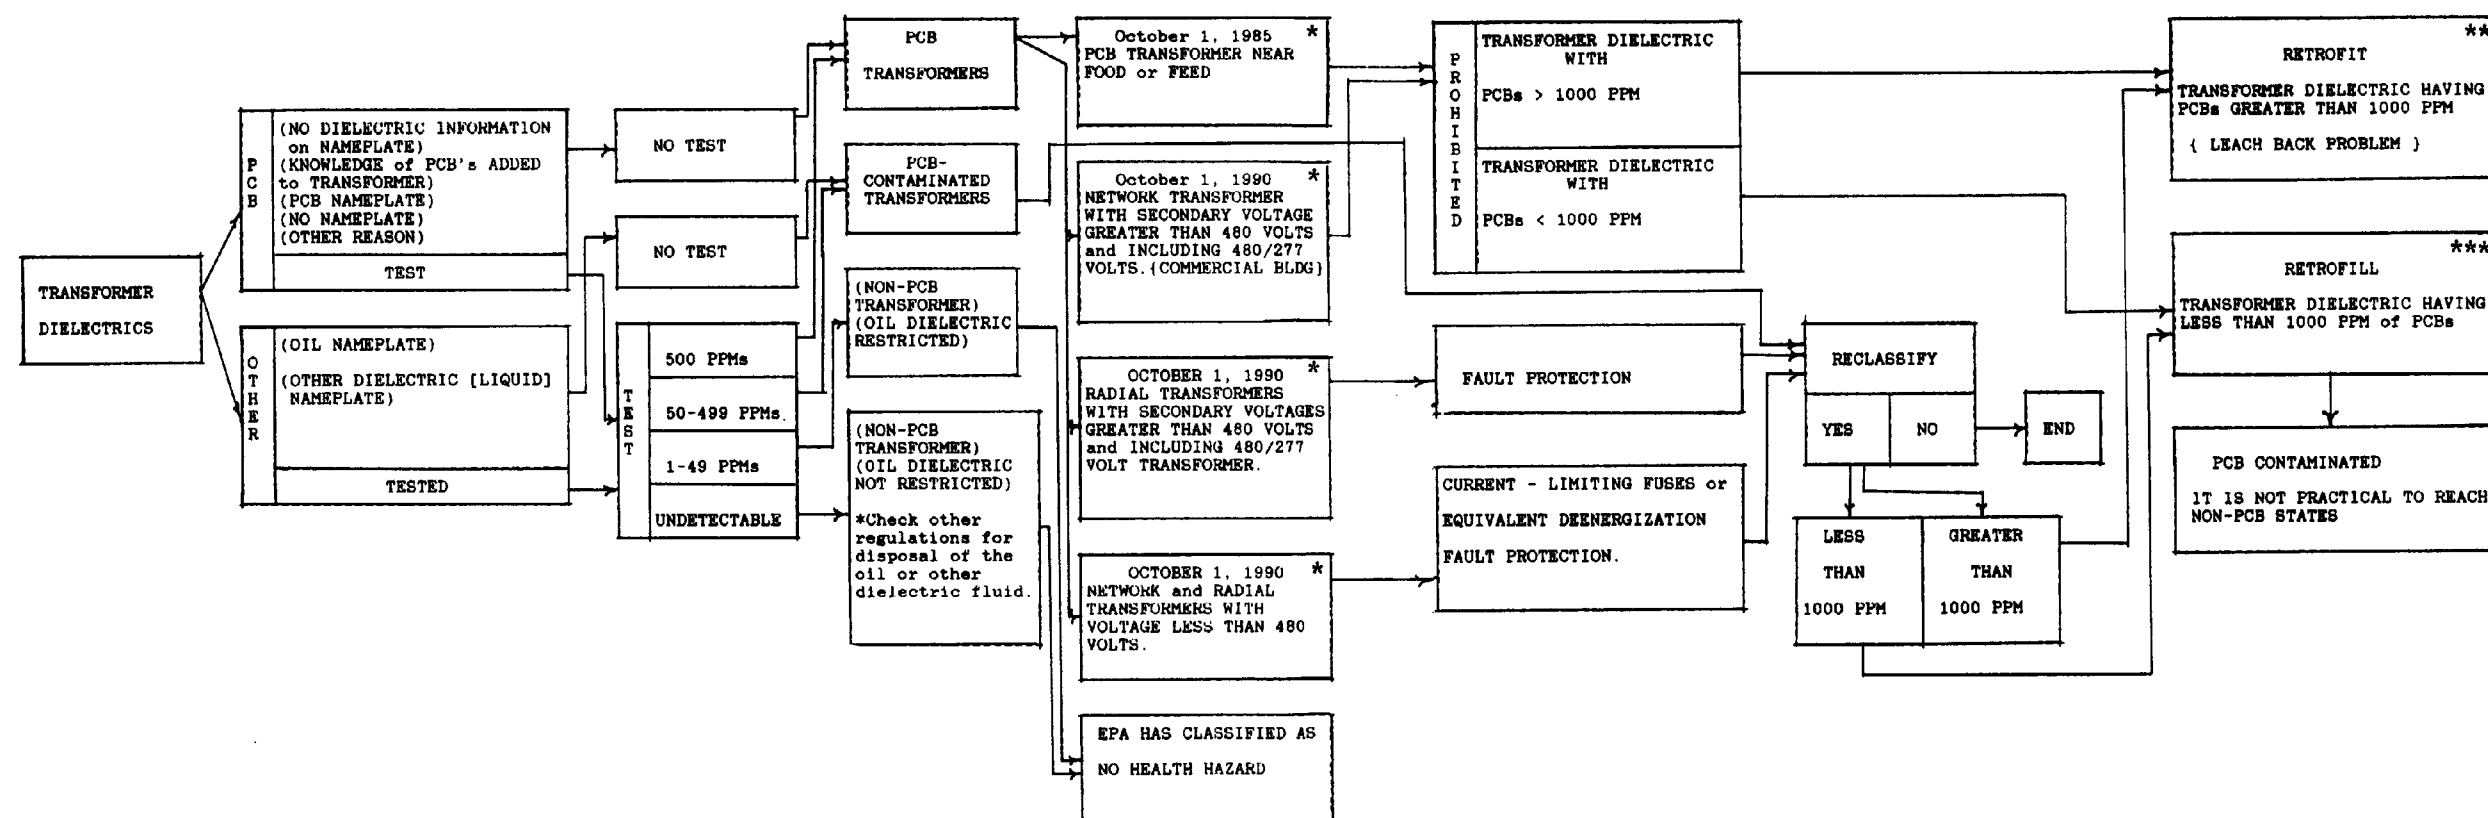 TRANSFORMER
DIELECTRICS
PCB
(NO DIELECTRIC INFORMATION
on NAMEPLATE)
(KNOWLEDGE of PCB's ADDED
to TRANSFORMER)
(PCB NAMEPLATE)
(NO NAMEPLATE)
(OTHER REASON)
TEST
OTHER
(OIL NAMEPLATE)
(OTHER DIELECTRIC [LIQUID]
NAMEPLATE)
TESTED
NO TEST
NO TEST
TEST
500 PPMs
50-499 PPMs.
1-49 PPMs
UNDETECTABLE
PCB
TRANSFORMERS
PCB-
CONTAMINATED
TRANSFORMERS
(NON-PCB
TRANSFORMER)
(OIL DIELECTRIC
RESTRICTED)
(NON-PCB
TRANSFORMER)
(OIL DIELECTRIC
NOT RESTRICTED)
*Check other
regulations for
disposal of the
oil or other
dielectric fluid.
October 1, 1985 *
PCB TRANSFORMER NEAR
FOOD or FEED
October 1, 1990 *
NETWORK TRANSFORMER
WITH SECONDARY VOLTAGE
GREATER THAN 480 VOLTS
and INCLUDING 480/277
VOLTS.(COMMERCIAL BLDG)
OCTOBER 1, 1990 *
RADIAL TRANSFORMERS
WITH SECONDARY VOLTAGES
GREATER THAN 480 VOLTS
and INCLUDING 480/277
VOLT TRANSFORMER.
OCTOBER 1, 1990 *
NETWORK and RADIAL
TRANSFORMERS WITH
VOLTAGE LESS THAN 480
VOLTS.
EPA HAS CLASSIFIED AS
NO HEALTH HAZARD
PROHIBITED
TRANSFORMER DIELECTRIC
WITH
PCBs > 1000 PPM
TRANSFORMER DIELECTRIC
WITH
PCBs < 1000 PPM
FAULT PROTECTION
CURRENT - LIMITING FUSES or
EQUIVALENT DEENERGIZATION
FAULT PROTECTION.
RECLASSIFY
YES NO
END
LESS
THAN
1000 PPM
GREATER
THAN
1000 PPM
**
RETROFIT
TRANSFORMER DIELECTRIC HAVING
PCBs GREATER THAN 1000 PPM
{ LEACH BACK PROBLEM }
***
RETROFILL
TRANSFORMER DIELECTRIC HAVING
LESS THAN 1000 PPM of PCBs
PCB CONTAMINATED
IT IS NOT PRACTICAL TO REACH
NON-PCB STATES